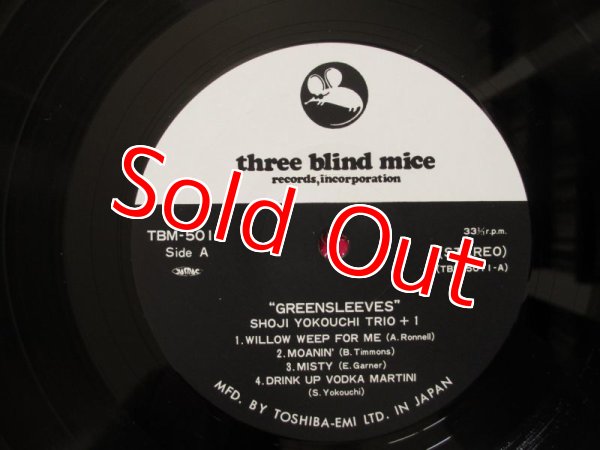 three blind mice
records, incorporation
Sold Out
TBM-501
33⅓r.p.m.
Side A
(STEREO)
"GREENSLEEVES"
SHOJI YOKOUCHI TRIO + 1
1. WILLOW WEEP FOR ME (A. Ronnell)
2. MOANIN' (B. Timmons)
3. MISTY (E. Garner)
4. DRINK UP VODKA MARTINI
(S. Yokouchi)
MFD. BY TOSHIBA-EMI LTD. IN JAPAN